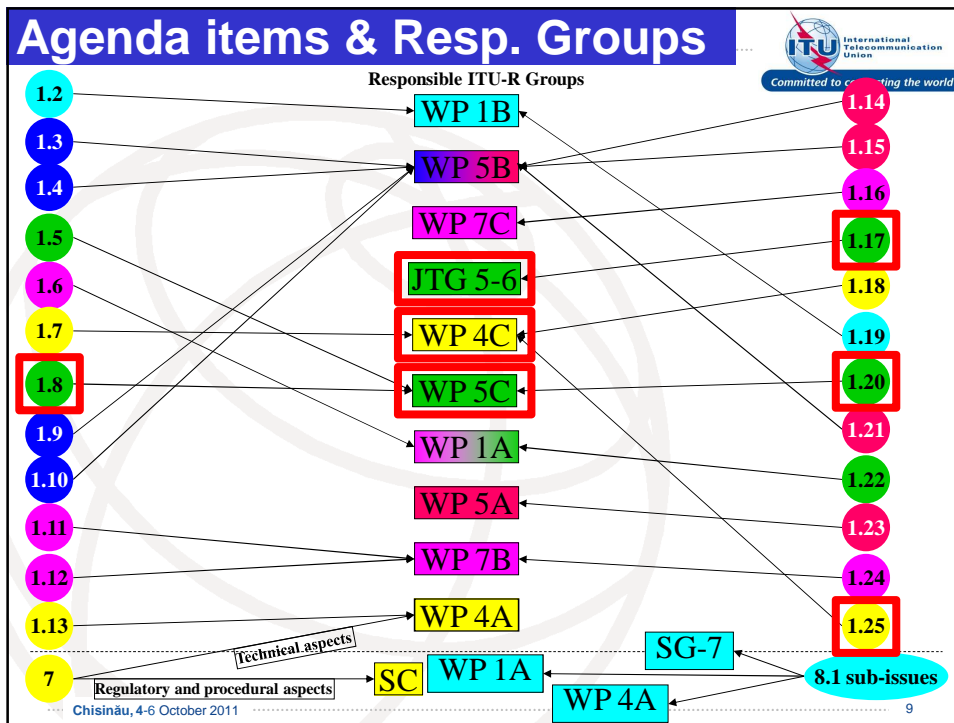 Agenda items & Resp. Groups
ITU
International
Telecommunication
Union
Committed to connecting the world
Responsible ITU-R Groups
1.2
1.3
1.4
1.5
1.6
1.7
1.8
1.9
1.10
1.11
1.12
1.13
7
WP 1B
WP 5B
WP 7C
JTG 5-6
WP 4C
WP 5C
WP 1A
WP 5A
WP 7B
WP 4A
1.14
1.15
1.16
1.17
1.18
1.19
1.20
1.21
1.22
1.23
1.24
1.25
8.1 sub-issues
Technical aspects
Regulatory and procedural aspects
SC
WP 1A
SG-7
WP 4A
Chisinău, 4-6 October 2011
9